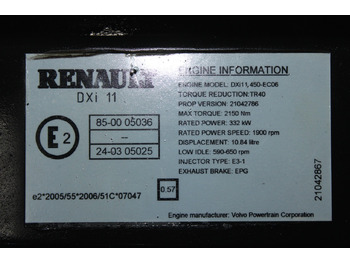 RENAULT
DXi 11
E2
85-00 05036
–
24-03 05025
e2*2005/55*2006/51C*07047
0.57
ENGINE INFORMATION
ENGINE MODEL: DXi11, 450-EC06
TORQUE REDUCTION: TR40
PROP VERSION: 21042786
MAX TORQUE: 2150 Nm
RATED POWER: 332 kW
RATED POWER SPEED: 1900 rpm
DISPLACEMENT: 10.84 litre
LOW IDLE: 590-650 rpm
INJECTOR TYPE: E3-1
EXHAUST BRAKE: EPG
Engine manufacturer: Volvo Powertrain Corporation
21042867